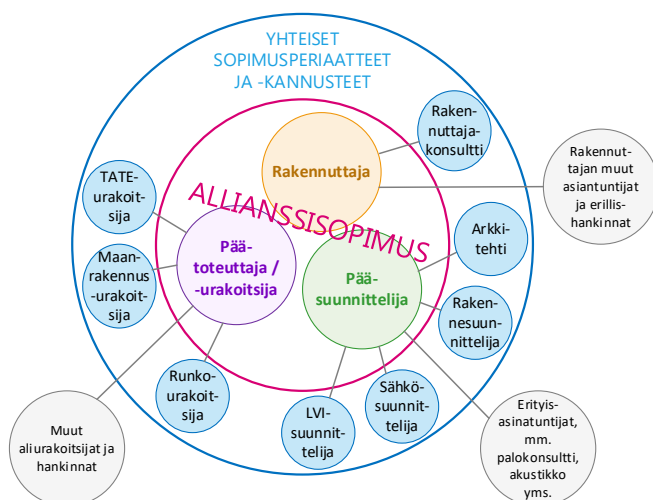 YHTEISET
SOPIMUSPERIAATTEET
JA -KANNUSTEET
Raken-
nuttaja-
konsultti
Rakennuttaja
Rakennut-
tajan muut
asiantuntijat
ja erillis-
hankinnat
TATE-
urakoit-
sija
ALLIANSSISOPIMUS
Arkki-
tehti
Maan-
rakennus
-urakoit-
sija
Pää-
toteuttaja /
-urakoitsija
Pää-
suunnittelija
Raken-
nesuun-
nittelija
Runko-
urakoit-
sija
LVI-
suunnit-
telija
Sähkö-
suunnit-
telija
Muut
aliurakoitsijat ja
hankinnat
Erityis-
asinatuntijat,
mm.
palokonsultti,
akustikko
yms.